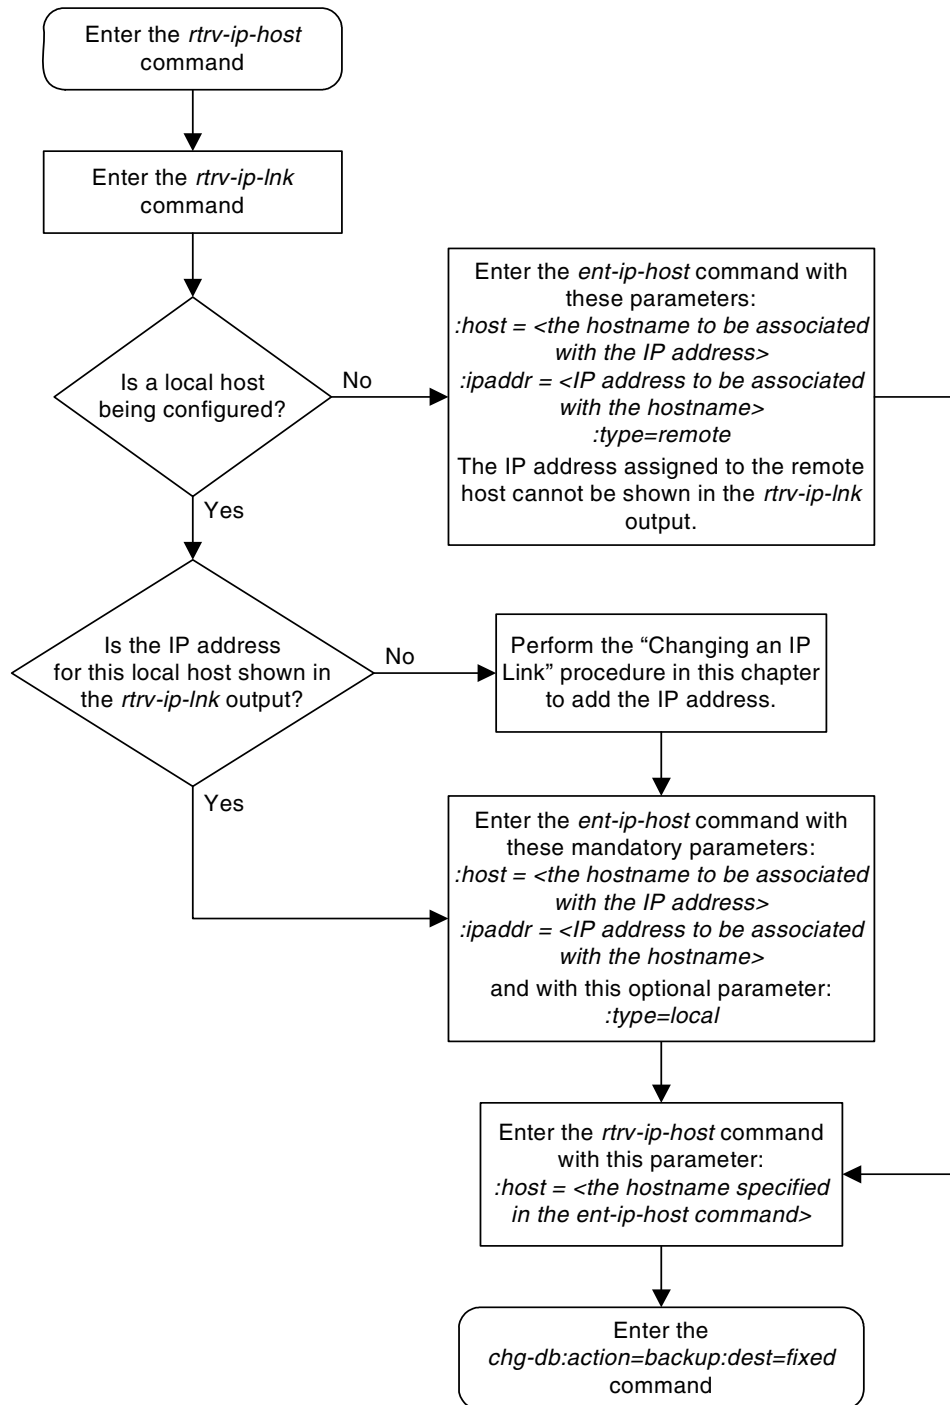 Enter the rtrv-ip-host
command
Enter the rtrv-ip-lnk
command
Is a local host
being configured?
No
Yes
Enter the ent-ip-host command with
these parameters:
:host = <the hostname to be associated
with the IP address>
:ipaddr = <IP address to be associated
with the hostname>
:type=remote
The IP address assigned to the remote
host cannot be shown in the rtrv-ip-lnk
output.
Is the IP address
for this local host shown in
the rtrv-ip-lnk output?
No
Yes
Perform the “Changing an IP
Link” procedure in this chapter
to add the IP address.
Enter the ent-ip-host command with
these mandatory parameters:
:host = <the hostname to be associated
with the IP address>
:ipaddr = <IP address to be associated
with the hostname>
and with this optional parameter:
:type=local
Enter the rtrv-ip-host command
with this parameter:
:host = <the hostname specified
in the ent-ip-host command>
Enter the
chg-db:action=backup:dest=fixed
command